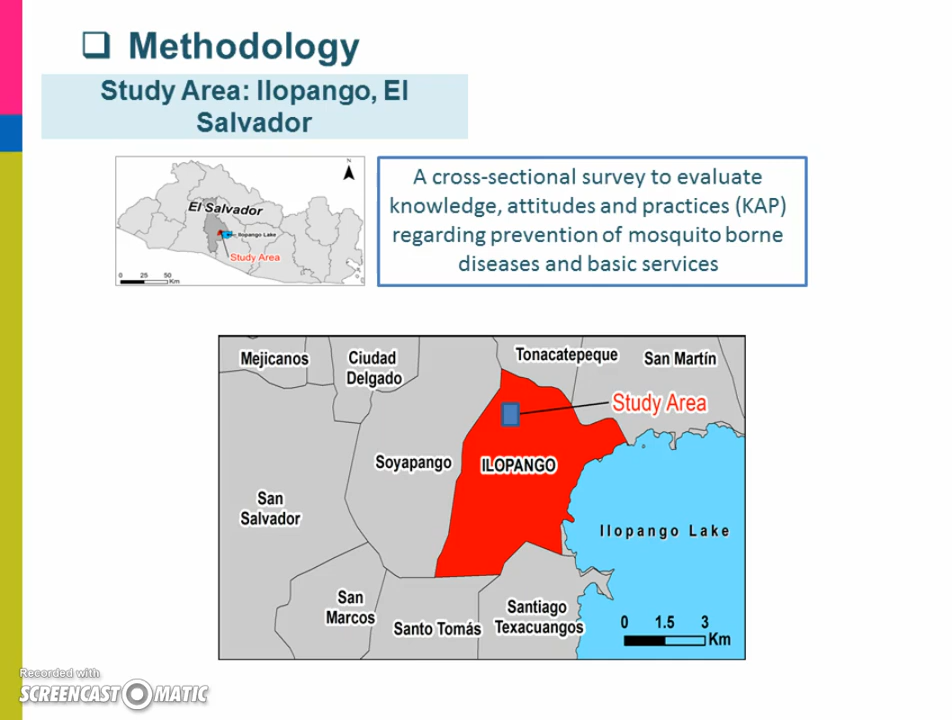 ❑ Methodology
Study Area: Ilopango, El
Salvador
N
El Salvador
Ilopango Lake
Study Area
0 25 50
Km
A cross-sectional survey to evaluate
knowledge, attitudes and practices (KAP)
regarding prevention of mosquito borne
diseases and basic services
Mejicanos
Ciudad
Delgado
Tonacatepeque
San Martín
Study Area
Soyapango
ILOPANGO
San
Salvador
Ilopango Lake
San
Marcos
Santo Tomás
Santiago
Texacuangos
0 1.5 3
Km
Recorded with
SCREENCAST-O-MATIC